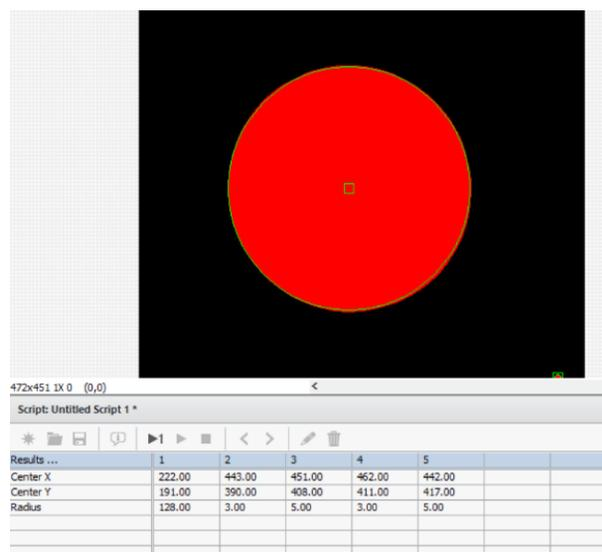 472x451 1X 0 (0,0) <
Script: Untitled Script 1 *
1
Results ... 1 2 3 4 5
Center X 222.00 443.00 451.00 462.00 442.00
Center Y 191.00 390.00 408.00 411.00 417.00
Radius 128.00 3.00 5.00 3.00 5.00